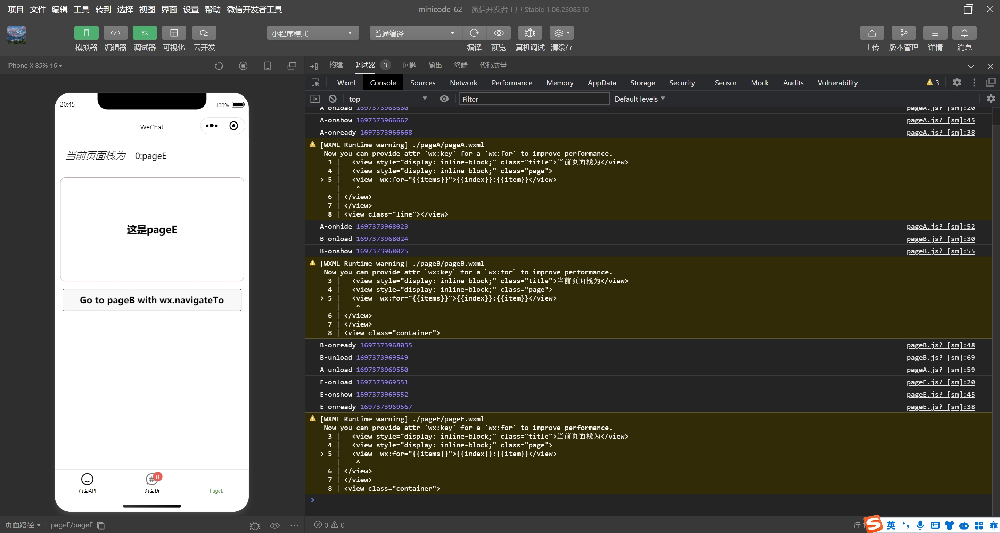 项目 文件 编辑 工具 转到 选择 视图 界面 设置 帮助 微信开发者工具
minicode-62 - 微信开发者工具 Stable 1.06.2308310
小程序模式
普通编译
模拟器 编辑器 调试器 可视化 云开发
编译 预览 真机调试 清缓存
上传 版本管理 详情 消息
iPhone X 85% 16
构建 调试器 3 问题 输出 终端 代码质量
Wxml Console Sources Network Performance Memory AppData Storage Security Sensor Mock Audits Vulnerability
3
top
Filter
Default levels
20:45
100%
WeChat
当前页面栈为 0:pageE
这是pageE
Go to pageB with wx.navigateTo
0
页面API 页面栈 PageE
页面路径 pageE/pageE
A-onload 1697373966660 pageA.js? [sm]:20
A-onshow 1697373966662 pageA.js? [sm]:45
A-onready 1697373966668 pageA.js? [sm]:38
[WXML Runtime warning] ./pageA/pageA.wxml
Now you can provide attr `wx:key` for a `wx:for` to improve performance.
3 | <view style="display: inline-block;" class="title">当前页面栈为</view>
4 | <view style="display: inline-block;" class="page">
> 5 | <view  wx:for="{{items}}">{{index}}:{{item}}</view>
| ^
6 | </view>
7 | </view>
8 | <view class="line"></view>
A-onhide 1697373968023 pageA.js? [sm]:52
B-onload 1697373968024 pageB.js? [sm]:30
B-onshow 1697373968025 pageB.js? [sm]:55
[WXML Runtime warning] ./pageB/pageB.wxml
Now you can provide attr `wx:key` for a `wx:for` to improve performance.
3 | <view style="display: inline-block;" class="title">当前页面栈为</view>
4 | <view style="display: inline-block;" class="page">
> 5 | <view  wx:for="{{items}}">{{index}}:{{item}}</view>
| ^
6 | </view>
7 | </view>
8 | <view class="container">
B-onready 1697373968035 pageB.js? [sm]:48
B-unload 1697373969549 pageB.js? [sm]:69
A-unload 1697373969550 pageA.js? [sm]:59
E-onload 1697373969551 pageE.js? [sm]:20
E-onshow 1697373969552 pageE.js? [sm]:45
E-onready 1697373969567 pageE.js? [sm]:38
[WXML Runtime warning] ./pageE/pageE.wxml
Now you can provide attr `wx:key` for a `wx:for` to improve performance.
3 | <view style="display: inline-block;" class="title">当前页面栈为</view>
4 | <view style="display: inline-block;" class="page">
> 5 | <view  wx:for="{{items}}">{{index}}:{{item}}</view>
| ^
6 | </view>
7 | </view>
8 | <view class="container">
>
0 0
行
英